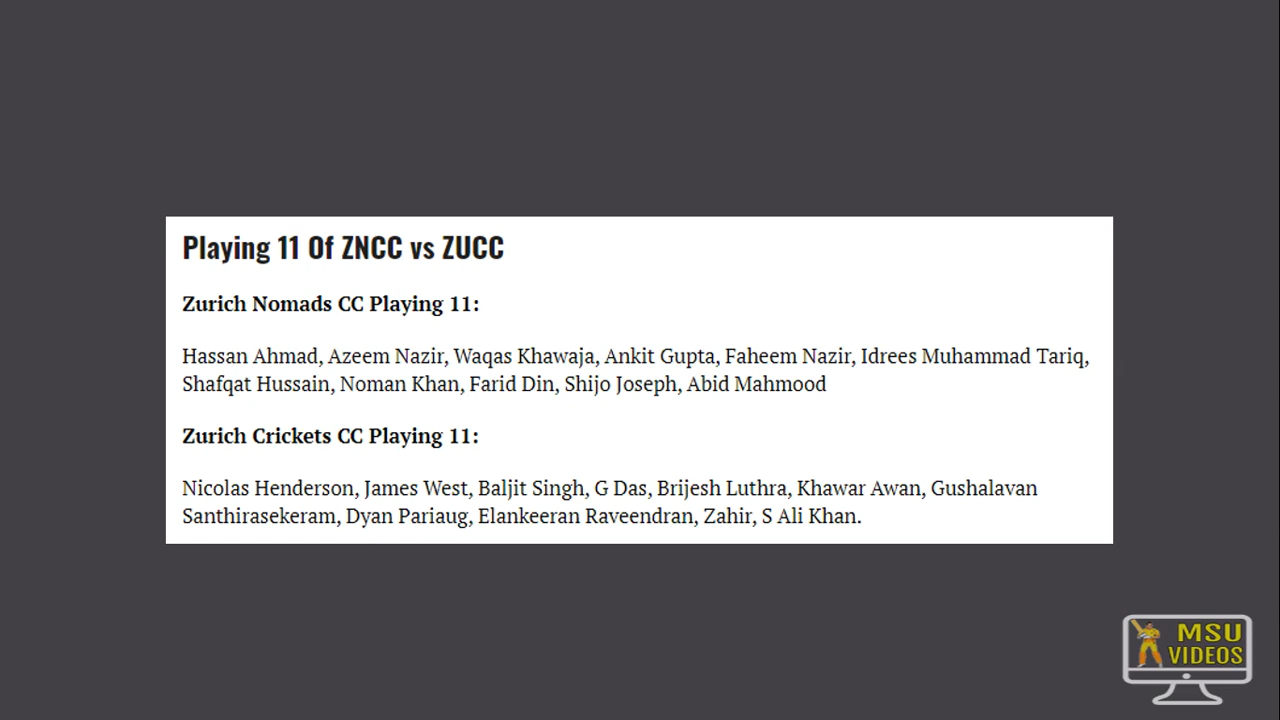 Playing 11 Of ZNCC vs ZUCC
Zurich Nomads CC Playing 11:
Hassan Ahmad, Azeem Nazir, Waqas Khawaja, Ankit Gupta, Faheem Nazir, Idrees Muhammad Tariq,
Shafqat Hussain, Noman Khan, Farid Din, Shijo Joseph, Abid Mahmood
Zurich Crickets CC Playing 11:
Nicolas Henderson, James West, Baljit Singh, G Das, Brijesh Luthra, Khawar Awan, Gushalavan
Santhirasekeram, Dyan Pariaug, Elankeeran Raveendran, Zahir, S Ali Khan.
MSU
VIDEOS